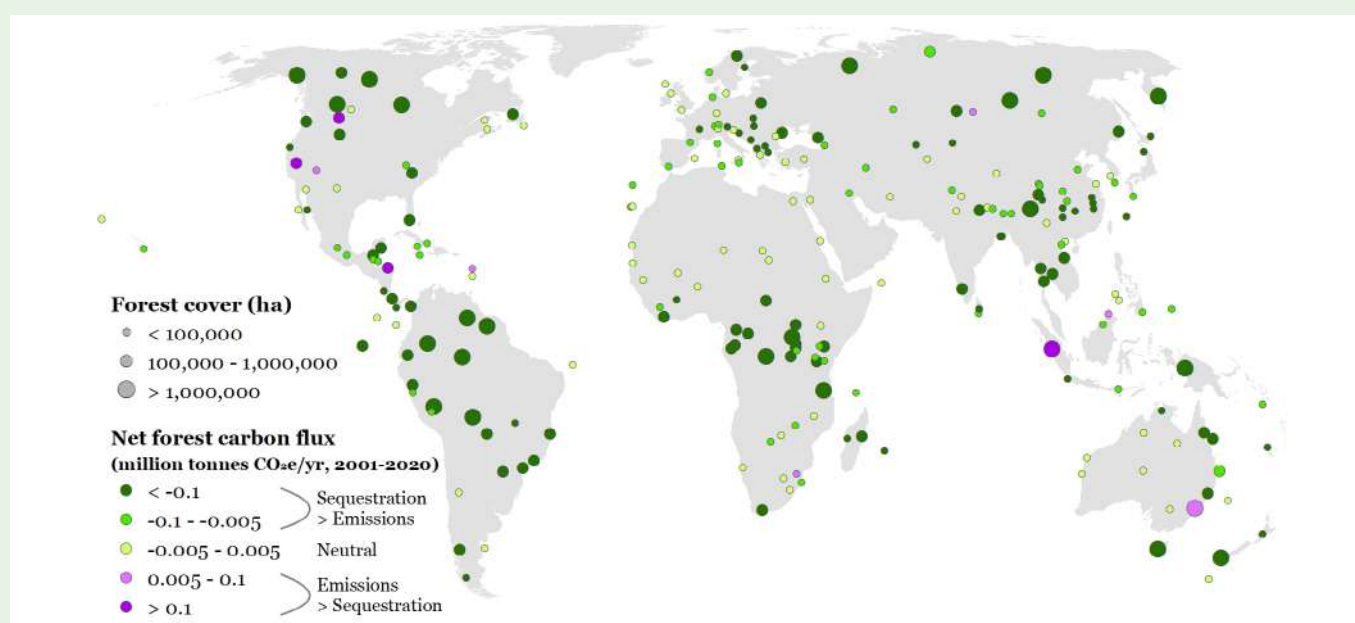 Forest cover (ha)
< 100,000
100,000 - 1,000,000
> 1,000,000
Net forest carbon flux
(million tonnes CO₂e/yr, 2001-2020)
< -0.1
-0.1 - -0.005
Sequestration
> Emissions
-0.005 - 0.005
Neutral
0.005 - 0.1
> 0.1
Emissions
> Sequestration